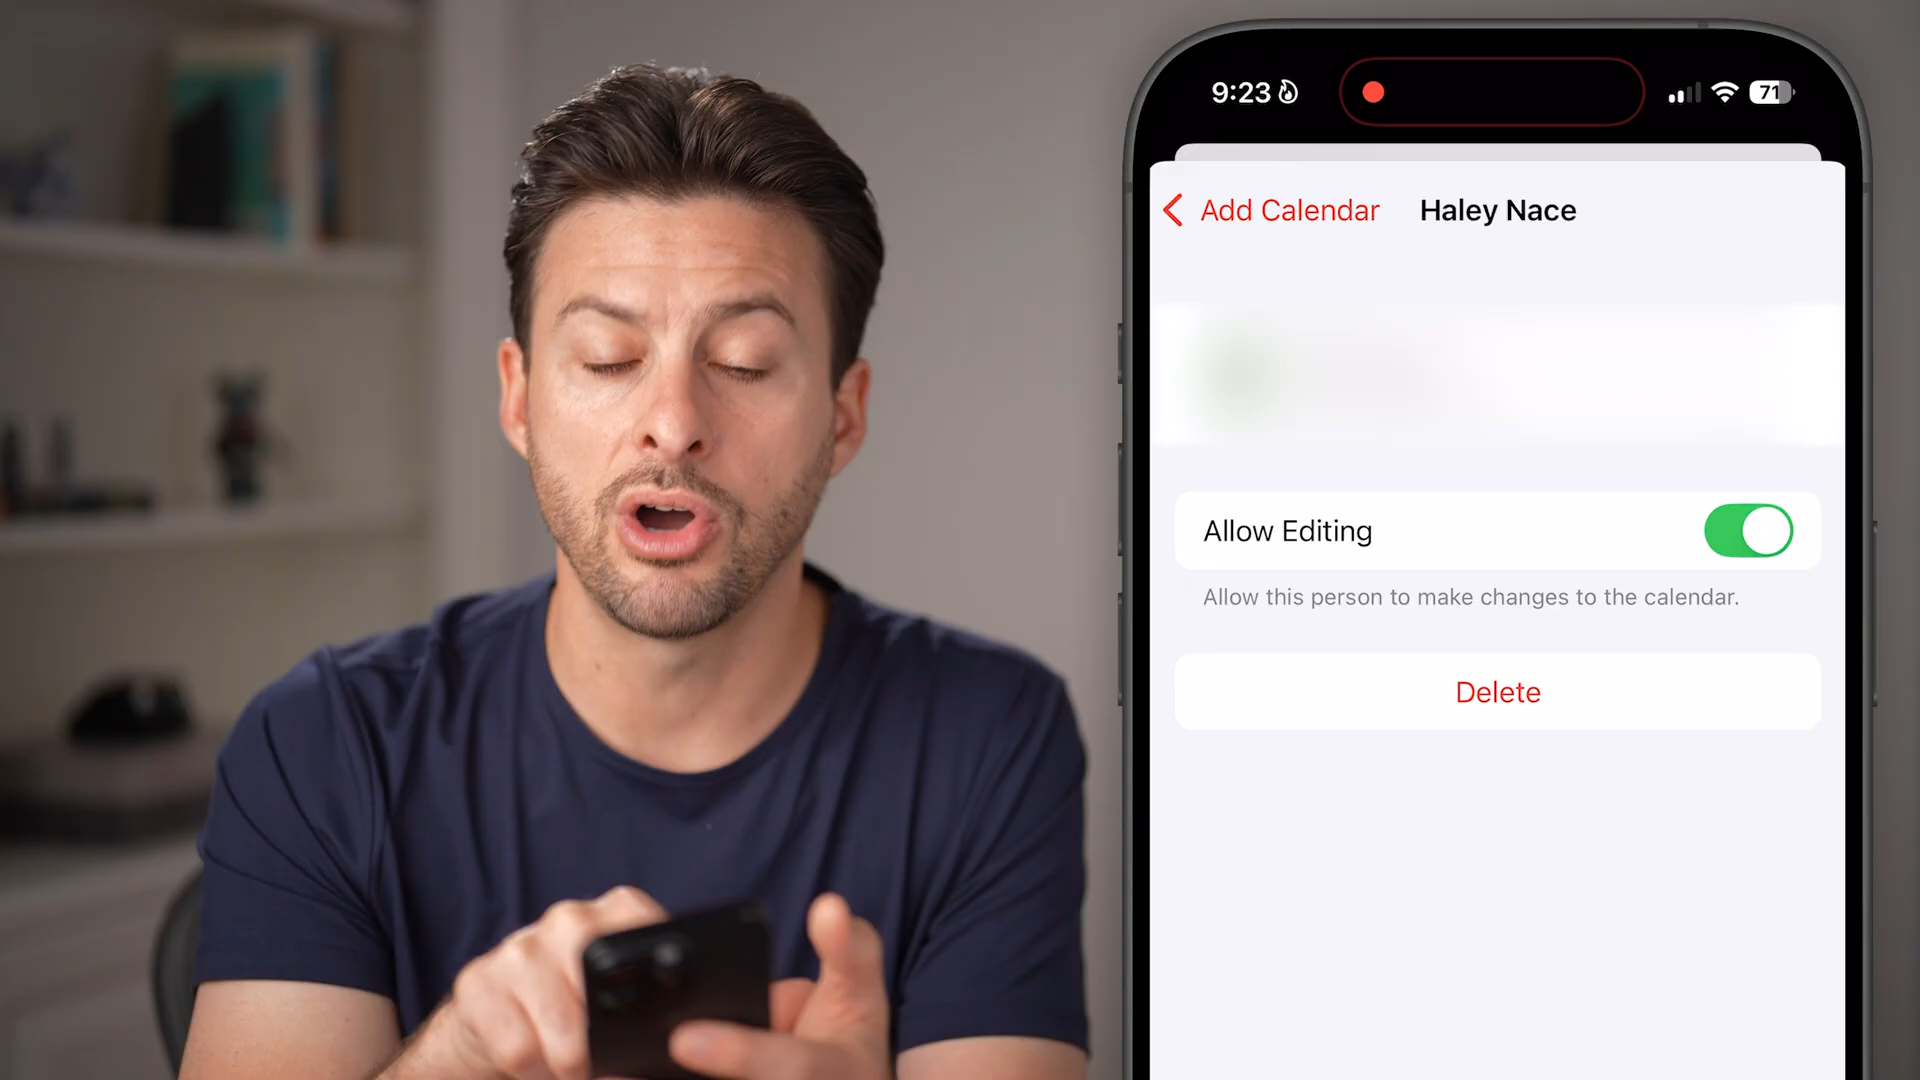 9:23
71
Add Calendar
Haley Nace
Allow Editing
Allow this person to make changes to the calendar.
Delete